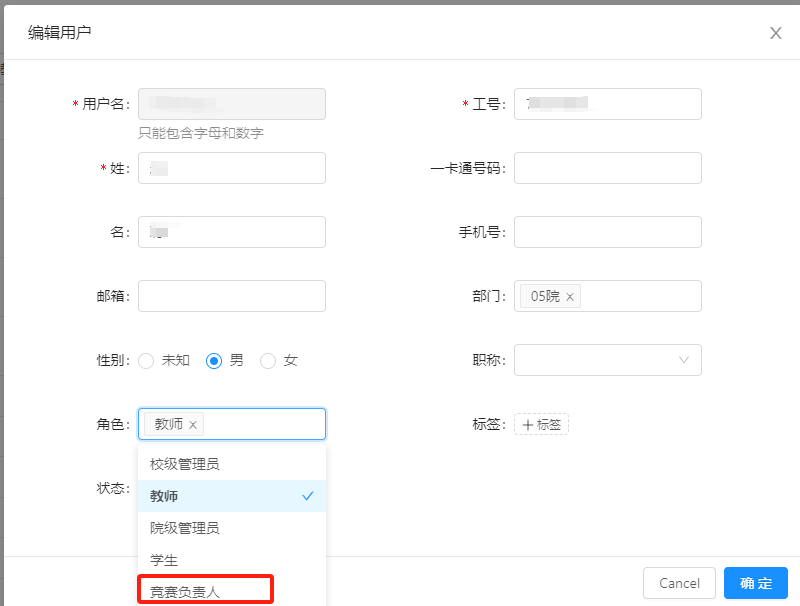 编辑用户
* 用户名:
只能包含字母和数字
* 工号:
* 姓:
一卡通号码:
名:
手机号:
邮箱:
部门: 05院 ×
性别: 未知 男 女
职称:
角色: 教师 ×
标签: + 标签
校级管理员
状态:
教师
院级管理员
学生
竞赛负责人
Cancel 确 定